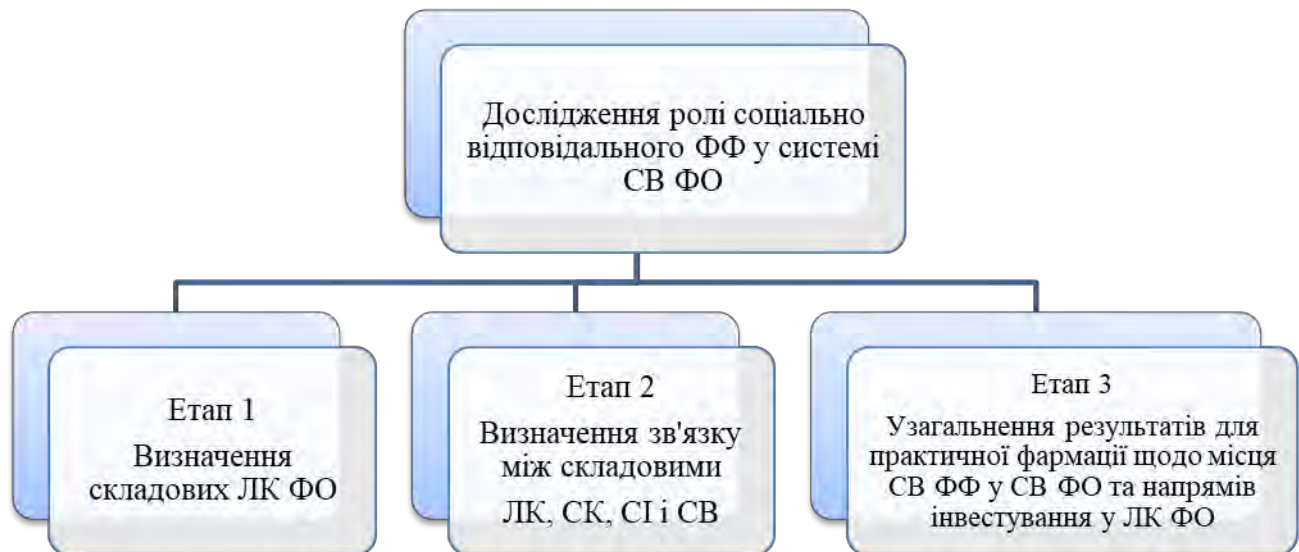 Дослідження ролі соціально
відповідального ФФ у системі
СВ ФО
Етап 1
Визначення
складових ЛК ФО
Етап 2
Визначення зв'язку
між складовими
ЛК, СК, СІ і СВ
Етап 3
Узагальнення результатів для
практичної фармації щодо місця
СВ ФФ у СВ ФО та напрямів
інвестування у ЛК ФО